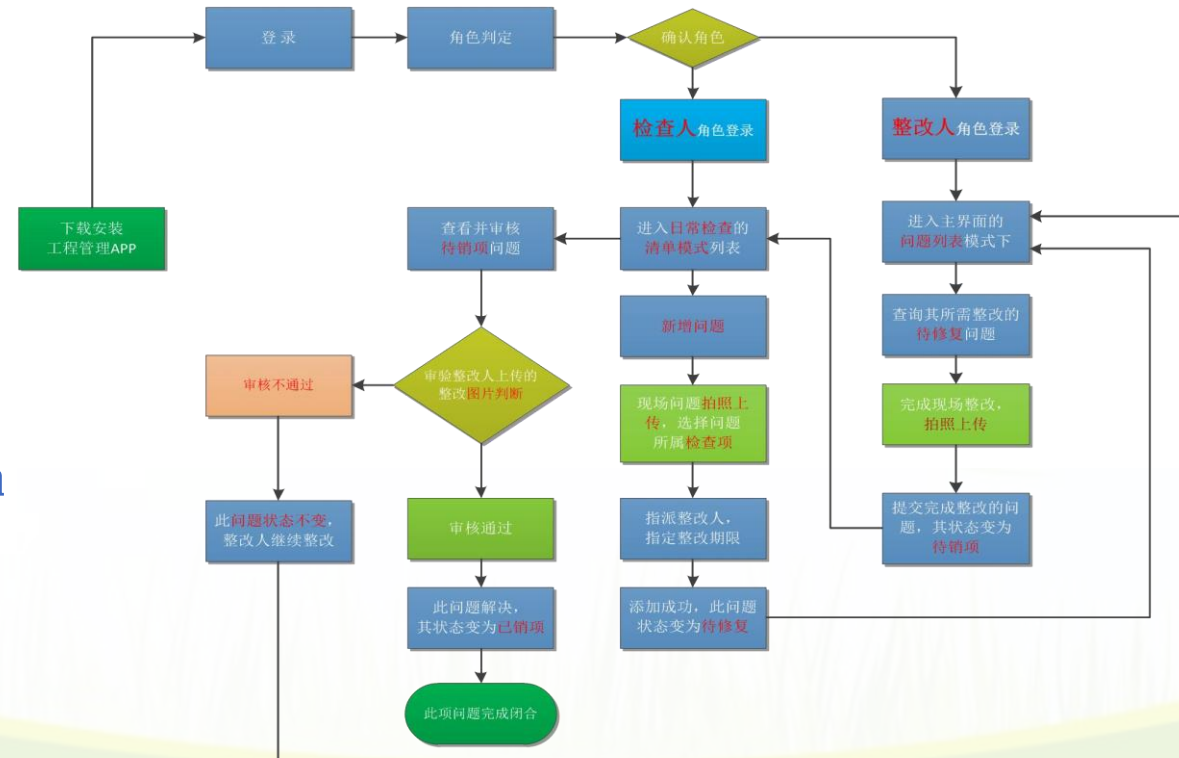 登 录
角色判定
确认角色
检查人角色登录
整改人角色登录
下载安装
工程管理APP
查看并审核
待销项问题
进入日常检查的
清单模式列表
进入主界面的
问题列表模式下
新增问题
查询其所需整改的
待修复问题
审核不通过
审验整改人上传的
整改图片判断
现场问题拍照上
传，选择问题
所属检查项
完成现场整改，
拍照上传
此问题状态不变，
整改人继续整改
审核通过
指派整改人，
指定整改期限
提交完成整改的问
题，其状态变为
待销项
此问题解决，
其状态变为已销项
添加成功，此问题
状态变为待修复
此项问题完成闭合